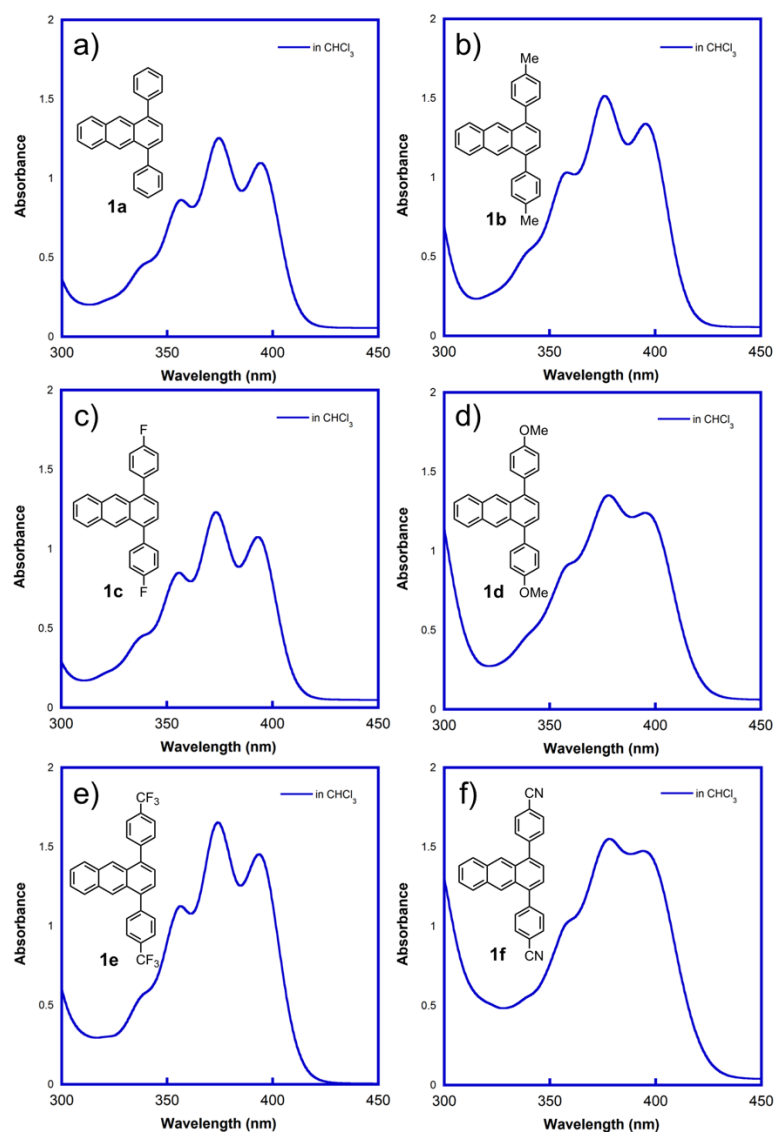 a)
in CHCl3
1a
2
1.5
1
0.5
0
Absorbance
300
350
400
450
Wavelength (nm)
b)
in CHCl3
Me
Me
1b
2
1.5
1
0.5
0
Absorbance
300
350
400
450
Wavelength (nm)
c)
in CHCl3
F
F
1c
2
1.5
1
0.5
0
Absorbance
300
350
400
450
Wavelength (nm)
d)
in CHCl3
OMe
OMe
1d
2
1.5
1
0.5
0
Absorbance
300
350
400
450
Wavelength (nm)
e)
in CHCl3
CF3
CF3
1e
2
1.5
1
0.5
0
Absorbance
300
350
400
450
Wavelength (nm)
f)
in CHCl3
CN
CN
1f
2
1.5
1
0.5
0
Absorbance
300
350
400
450
Wavelength (nm)